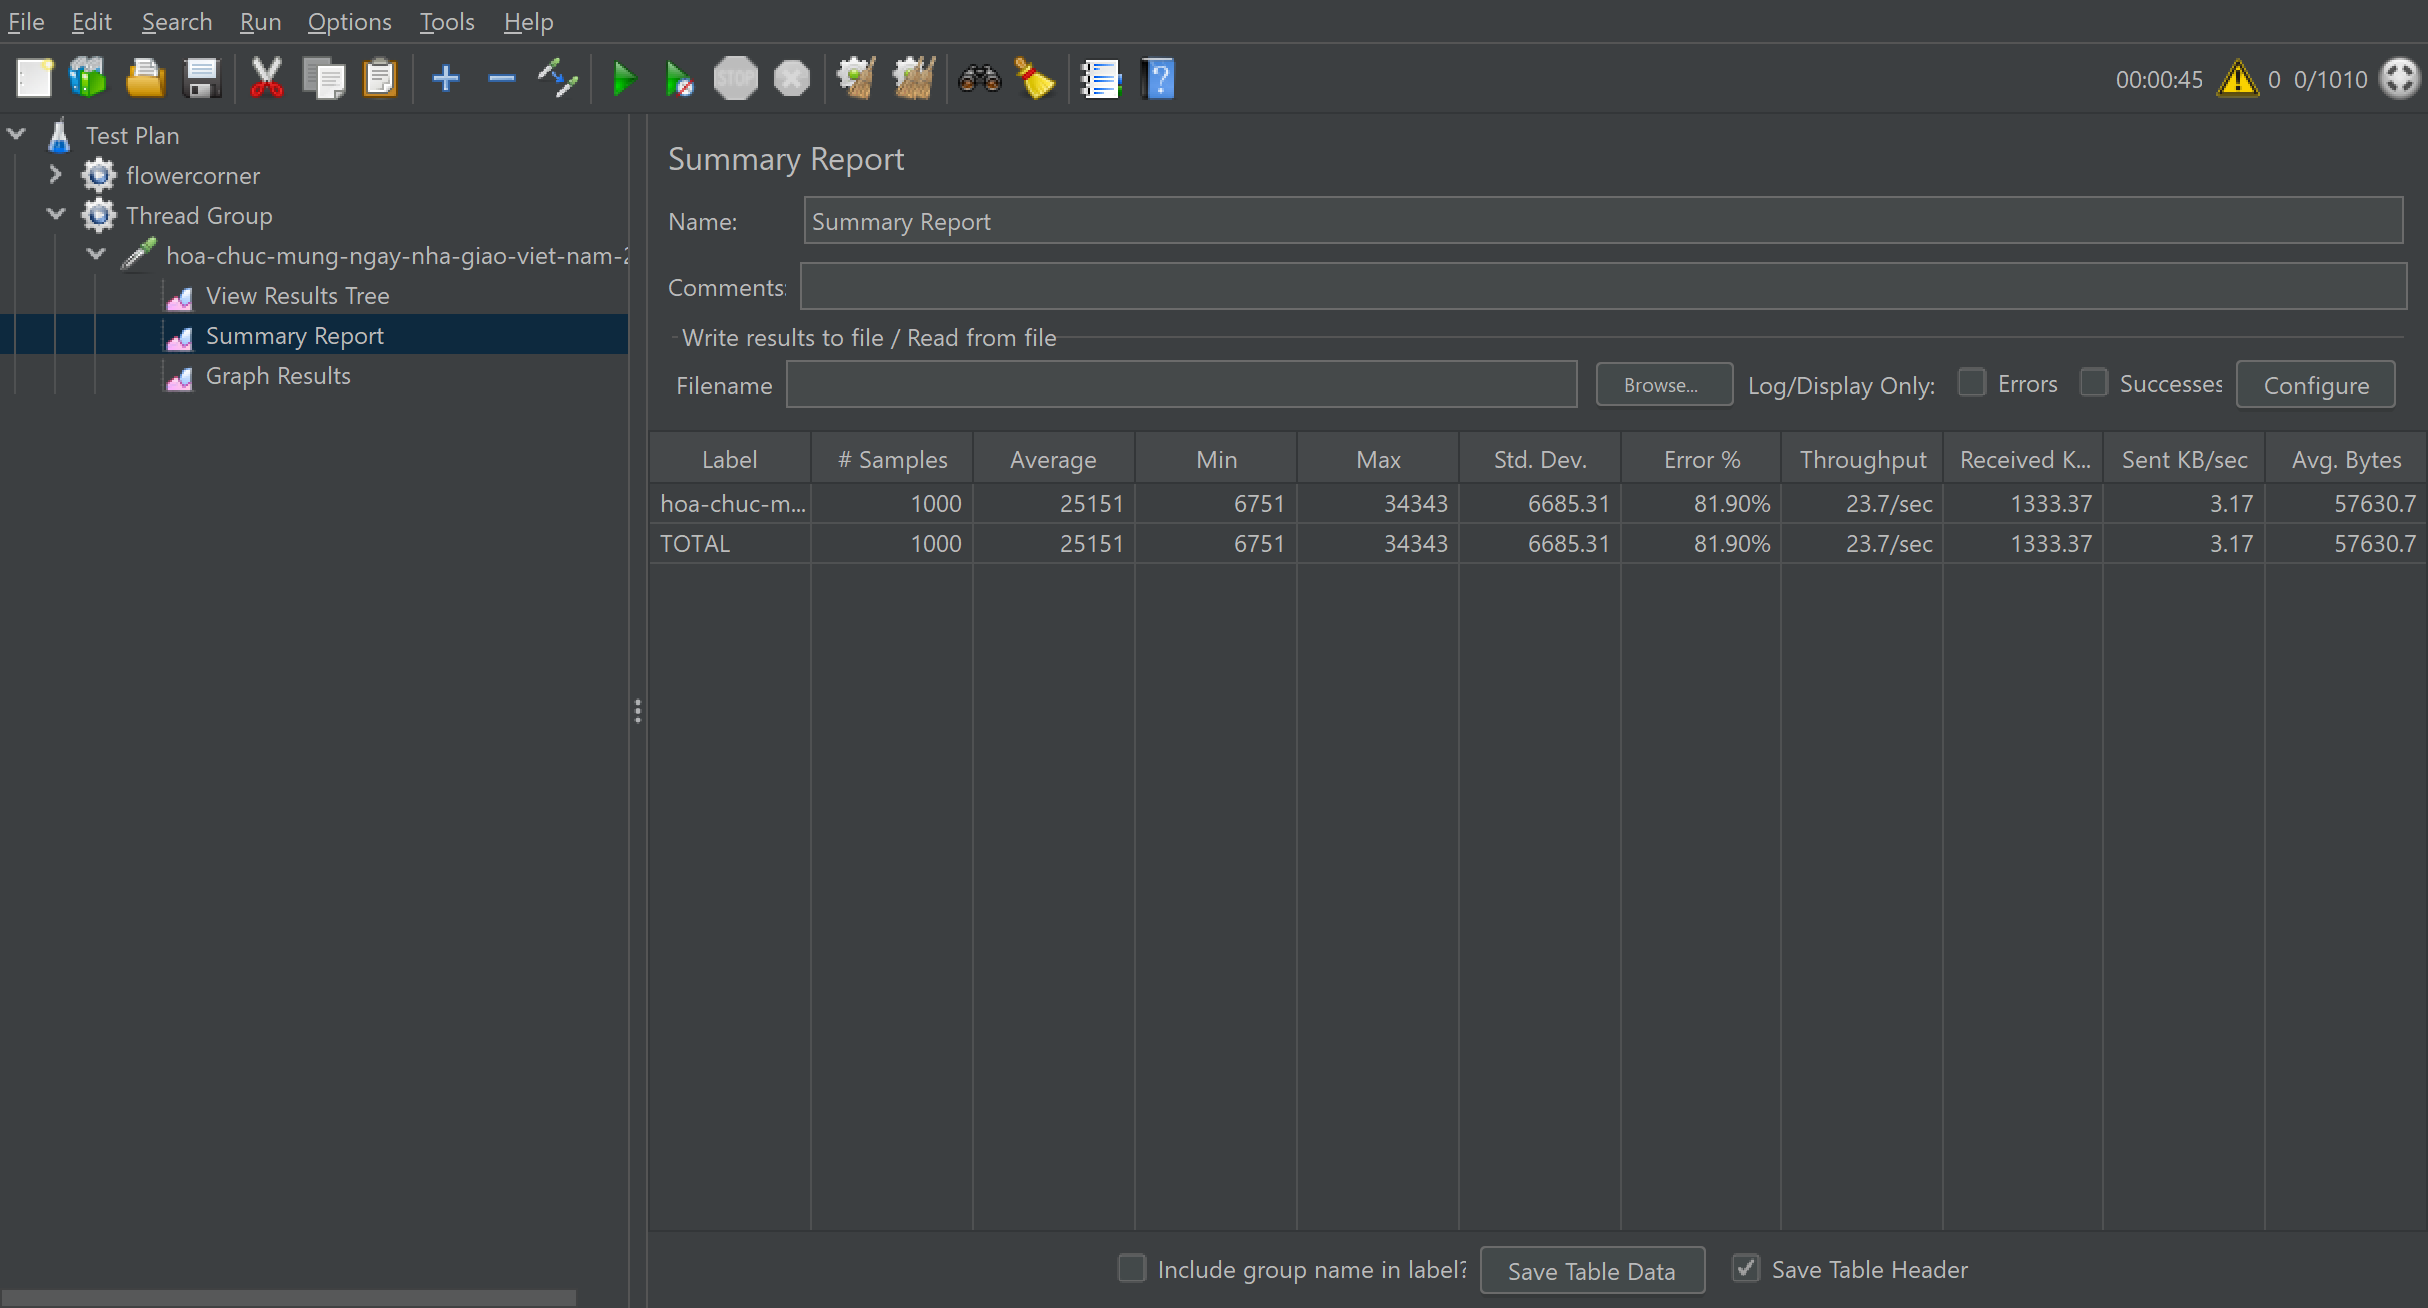 File Edit Search Run Options Tools Help
STOP
00:00:45 0 0/1010
Test Plan
flowercorner
Thread Group
hoa-chuc-mung-ngay-nha-giao-viet-nam-2
View Results Tree
Summary Report
Graph Results
Summary Report
Name: Summary Report
Comments:
Write results to file / Read from file
Filename Browse... Log/Display Only: Errors Successes Configure
Label # Samples Average Min Max Std. Dev. Error % Throughput Received K... Sent KB/sec Avg. Bytes
hoa-chuc-m... 1000 25151 6751 34343 6685.31 81.90% 23.7/sec 1333.37 3.17 57630.7
TOTAL 1000 25151 6751 34343 6685.31 81.90% 23.7/sec 1333.37 3.17 57630.7
Include group name in label? Save Table Data Save Table Header